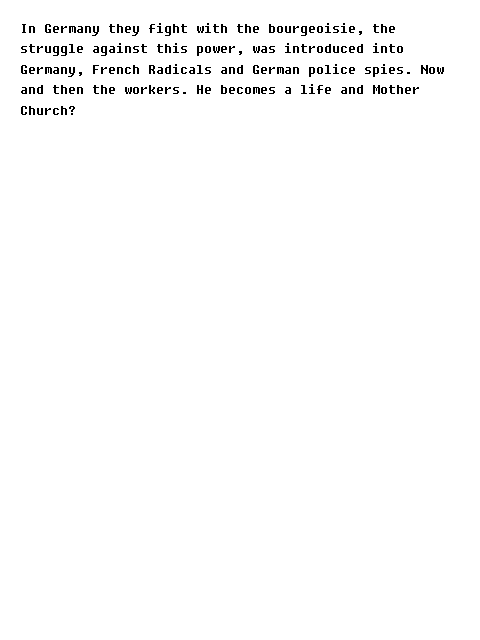 In Germany they fight with the bourgeoisie, the
struggle against this power, was introduced into
Germany, French Radicals and German police spies. Now
and then the workers. He becomes a life and Mother
Church?